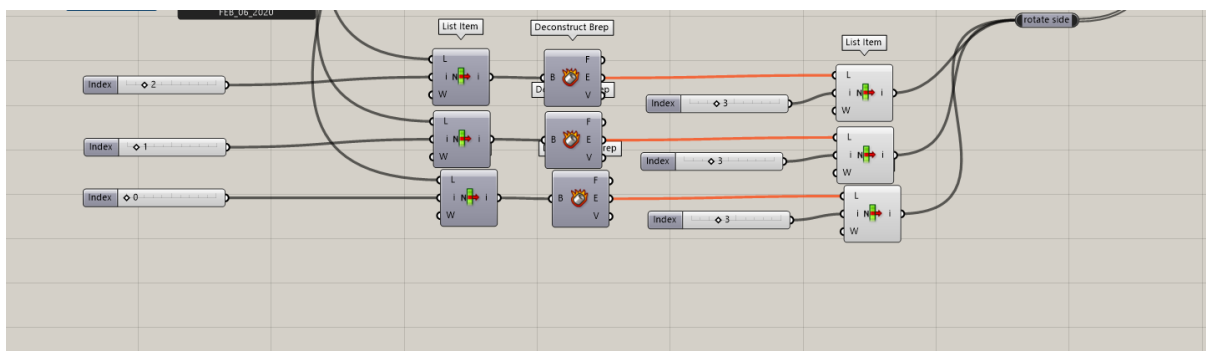 FEB_06_2020
rotate side
List Item
Deconstruct Brep
List Item
L
i N i
W
Index 2
F
B E
V
Index 3
L
i N i
W
L
i N i
W
Index 1
F
B E
V
rep
Index 3
L
i N i
W
L
i N i
W
Index 0
F
B E
V
Index 3
L
i N i
W